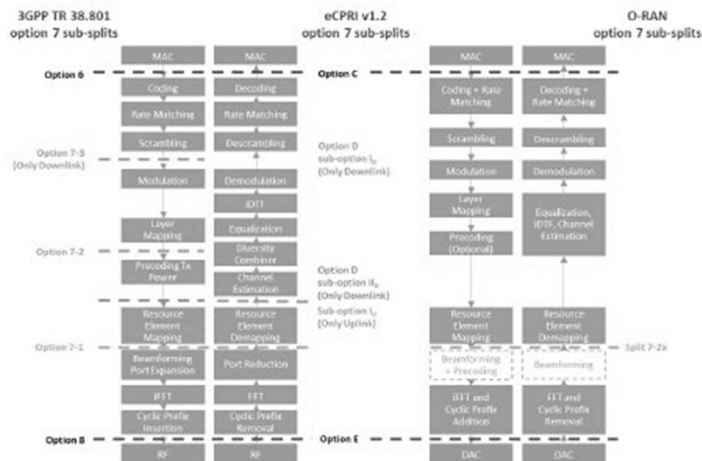 3GPP TR 38.801
option 7 sub-splits
eCPRI v1.2
option 7 sub-splits
O-RAN
option 7 sub-splits
MAC
MAC
MAC
MAC
Option 6
Option C
Coding
Decoding
Coding + Rate
Matching
Decoding +
Rate Matching
Rate Matching
Rate Matching
Scrambling
Descrambling
Scrambling
Descrambling
Option 7-3
(Only Downlink)
Option D
sub-option I_D
(Only Downlink)
Modulation
Demodulation
Modulation
Demodulation
iDTF
Layer
Mapping
Equalization
Layer
Mapping
Equalization,
iDTF, Channel
Estimation
Precoding
(Optional)
Option 7-2
Diversity
Combiner
Precoding Tx
Power
Channel
Estimation
Option D
sub-option II_D
(Only Downlink)
Sub-option I_U
(Only Uplink)
Resource
Element
Mapping
Resource
Element
Demapping
Resource
Element
Mapping
Resource
Element
Demapping
Option 7-1
Split 7-2x
Beamforming
Port Expansion
Port Reduction
Beamforming
+ Precoding
Beamforming
iFFT
FFT
iFFT and
Cyclic Prefix
Addition
FFT and
Cyclic Prefix
Removal
Cyclic Prefix
Insertion
Cyclic Prefix
Removal
Option 8
Option E
RF
RF
DAC
DAC